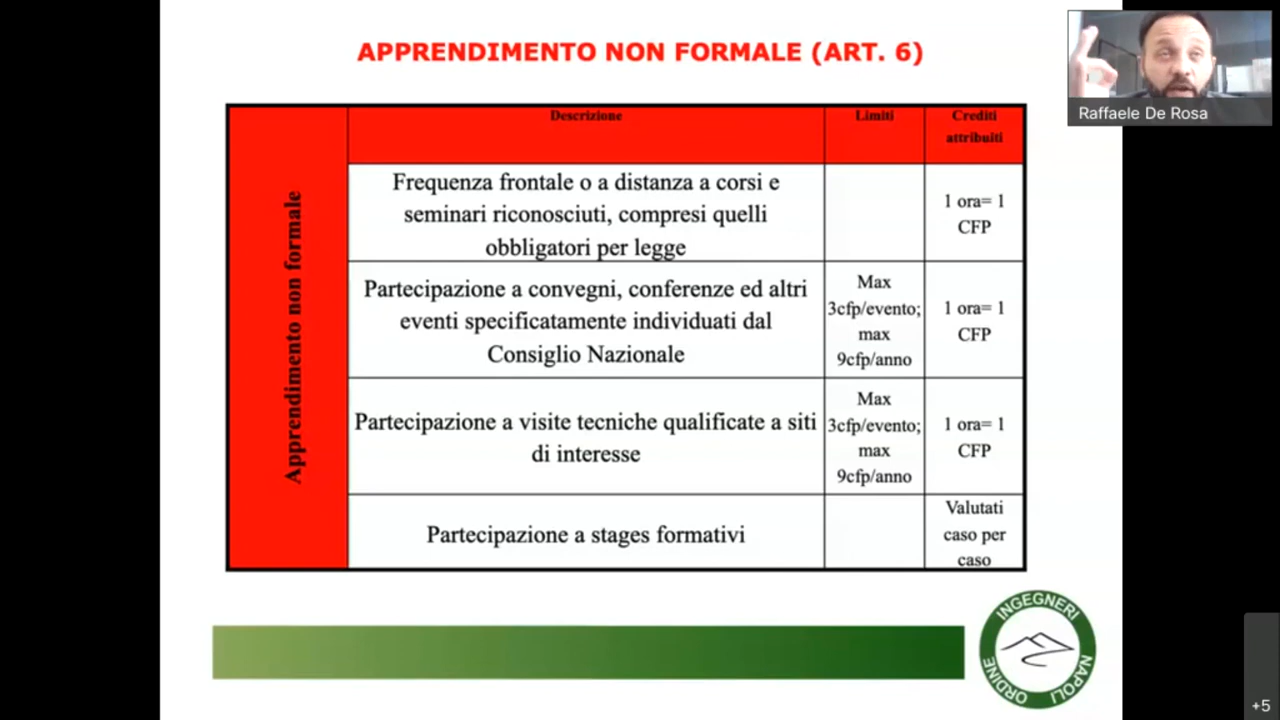 APPRENDIMENTO NON FORMALE (ART. 6)
Raffaele De Rosa
Apprendimento non formale
Descrizione
Limiti
Crediti
attribuiti
Frequenza frontale o a distanza a corsi e
seminari riconosciuti, compresi quelli
obbligatori per legge
1 ora= 1
CFP
Partecipazione a convegni, conferenze ed altri
eventi specificatamente individuati dal
Consiglio Nazionale
Max
3cfp/evento;
max
9cfp/anno
1 ora= 1
CFP
Partecipazione a visite tecniche qualificate a siti
di interesse
Max
3cfp/evento;
max
9cfp/anno
1 ora= 1
CFP
Partecipazione a stages formativi
Valutati
caso per
caso
ORDINE INGEGNERI NAPOLI
+5